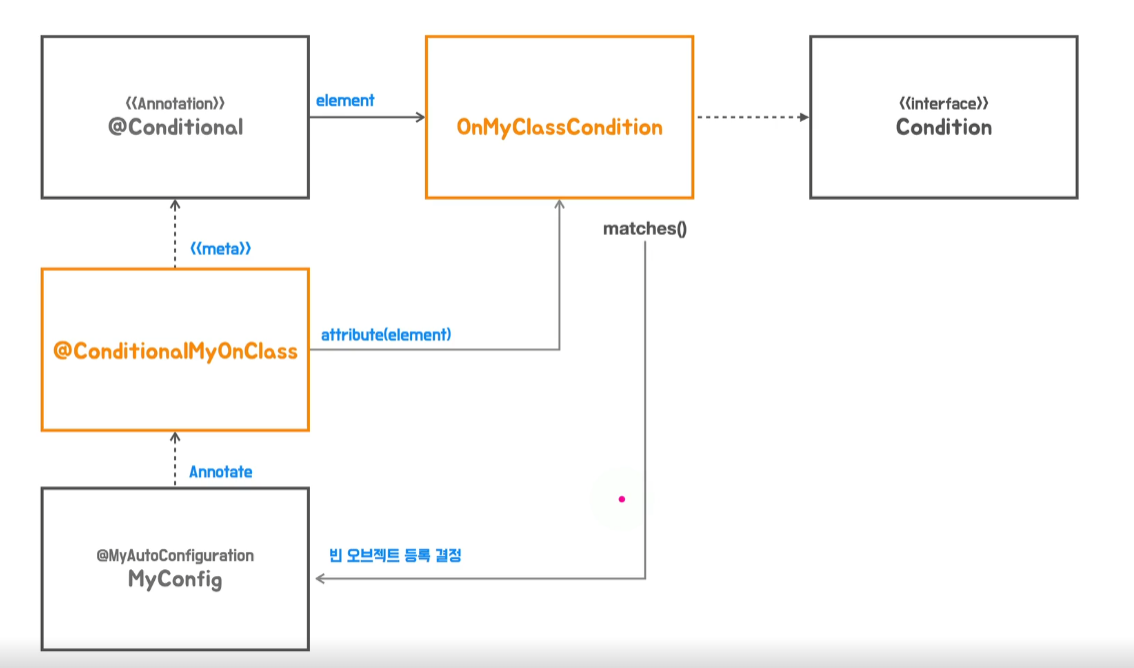 <<Annotation>>
@Conditional
element
OnMyClassCondition
<<interface>>
Condition
matches()
<<meta>>
@ConditionalMyOnClass
attribute(element)
Annotate
@MyAutoConfiguration
MyConfig
빈 오브젝트 등록 결정